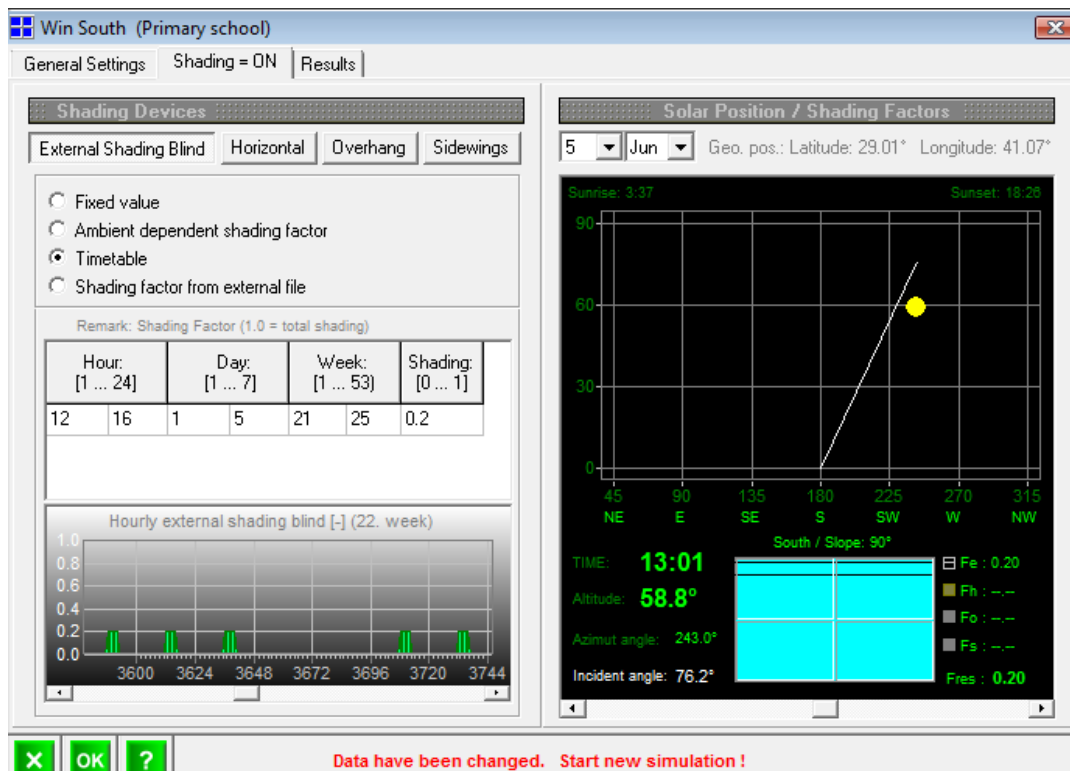 Win South (Primary school)
General Settings Shading = ON Results
Shading Devices
External Shading Blind Horizontal Overhang Sidewings
Fixed value
Ambient dependent shading factor
Timetable
Shading factor from external file
Remark: Shading Factor (1.0 = total shading)
Hour: Day: Week: Shading:
[1 ... 24] [1 ... 7] [1 ... 53) [0 ... 1]
12 16 1 5 21 25 0.2
Hourly external shading blind [-] (22. week)
1.0
0.8
0.6
0.4
0.2
0.0
3600 3624 3648 3672 3696 3720 3744
Solar Position / Shading Factors
5 Jun Geo. pos.: Latitude: 29.01° Longitude: 41.07°
Sunrise: 3:37 Sunset: 18:26
90
60
30
0
45 90 135 180 225 270 315
NE E SE S SW W NW
South / Slope: 90°
TIME: 13:01
Altitude: 58.8°
Azimut angle: 243.0°
Incident angle: 76.2°
Fe : 0.20
Fh : --,--
Fo : --,--
Fs : --,--
Fres : 0.20
OK ?
Data have been changed. Start new simulation !